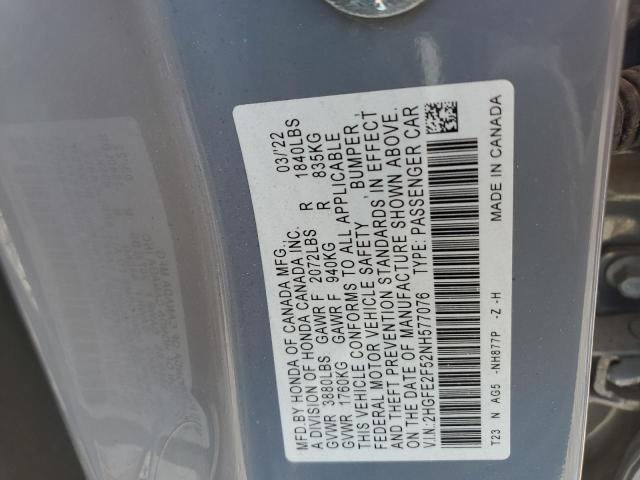 MFD.BY HONDA OF CANADA MFG., 03/'22
A DIVISION OF HONDA CANADA INC.
GVWR 3880LBS GAWR F 2072LBS R 1840LBS
GVWR 1760KG GAWR F 940KG R 835KG
THIS VEHICLE CONFORMS TO ALL APPLICABLE
FEDERAL MOTOR VEHICLE SAFETY , BUMPER ,
AND THEFT PREVENTION STANDARDS IN EFFECT
ON THE DATE OF MANUFACTURE SHOWN ABOVE.
V.I.N.:2HGFE2F52NH577076 TYPE: PASSENGER CAR
T23 N AG5 -NH877P -Z -H MADE IN CANADA